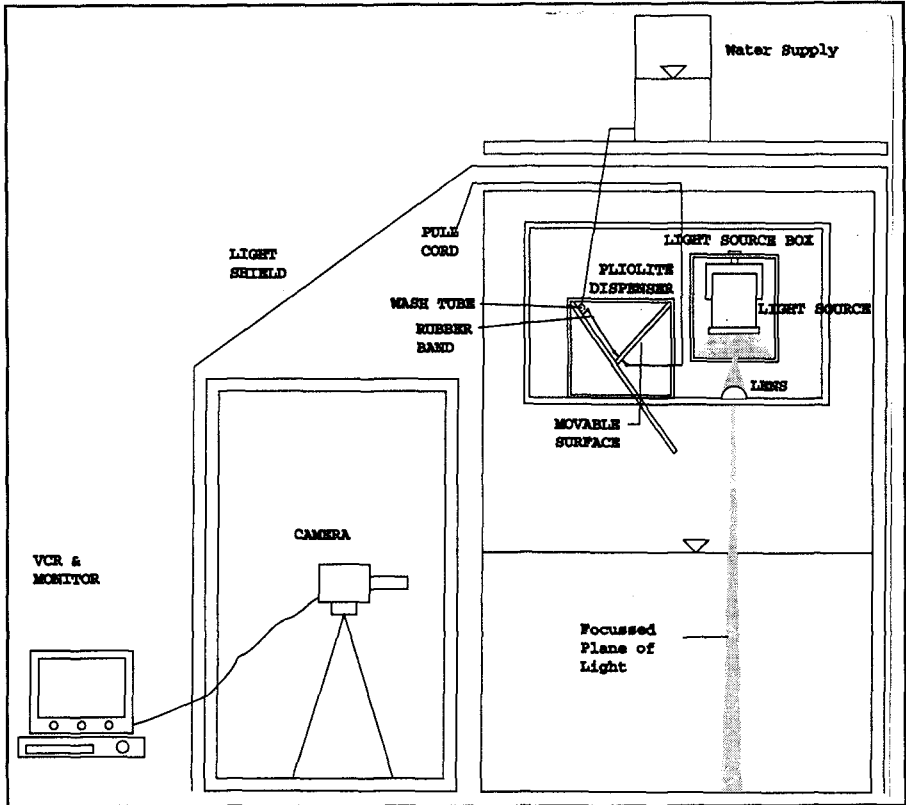 Water Supply
PULL
CORD
LIGHT
SHIELD
LIGHT SOURCE BOX
PLIOLITE
DISPENSER
WASH TUBE
LIGHT SOURCE
RUBBER
BAND
LENS
MOVABLE
SURFACE
CAMERA
VCR &
MONITOR
Focussed
Plane of
Light